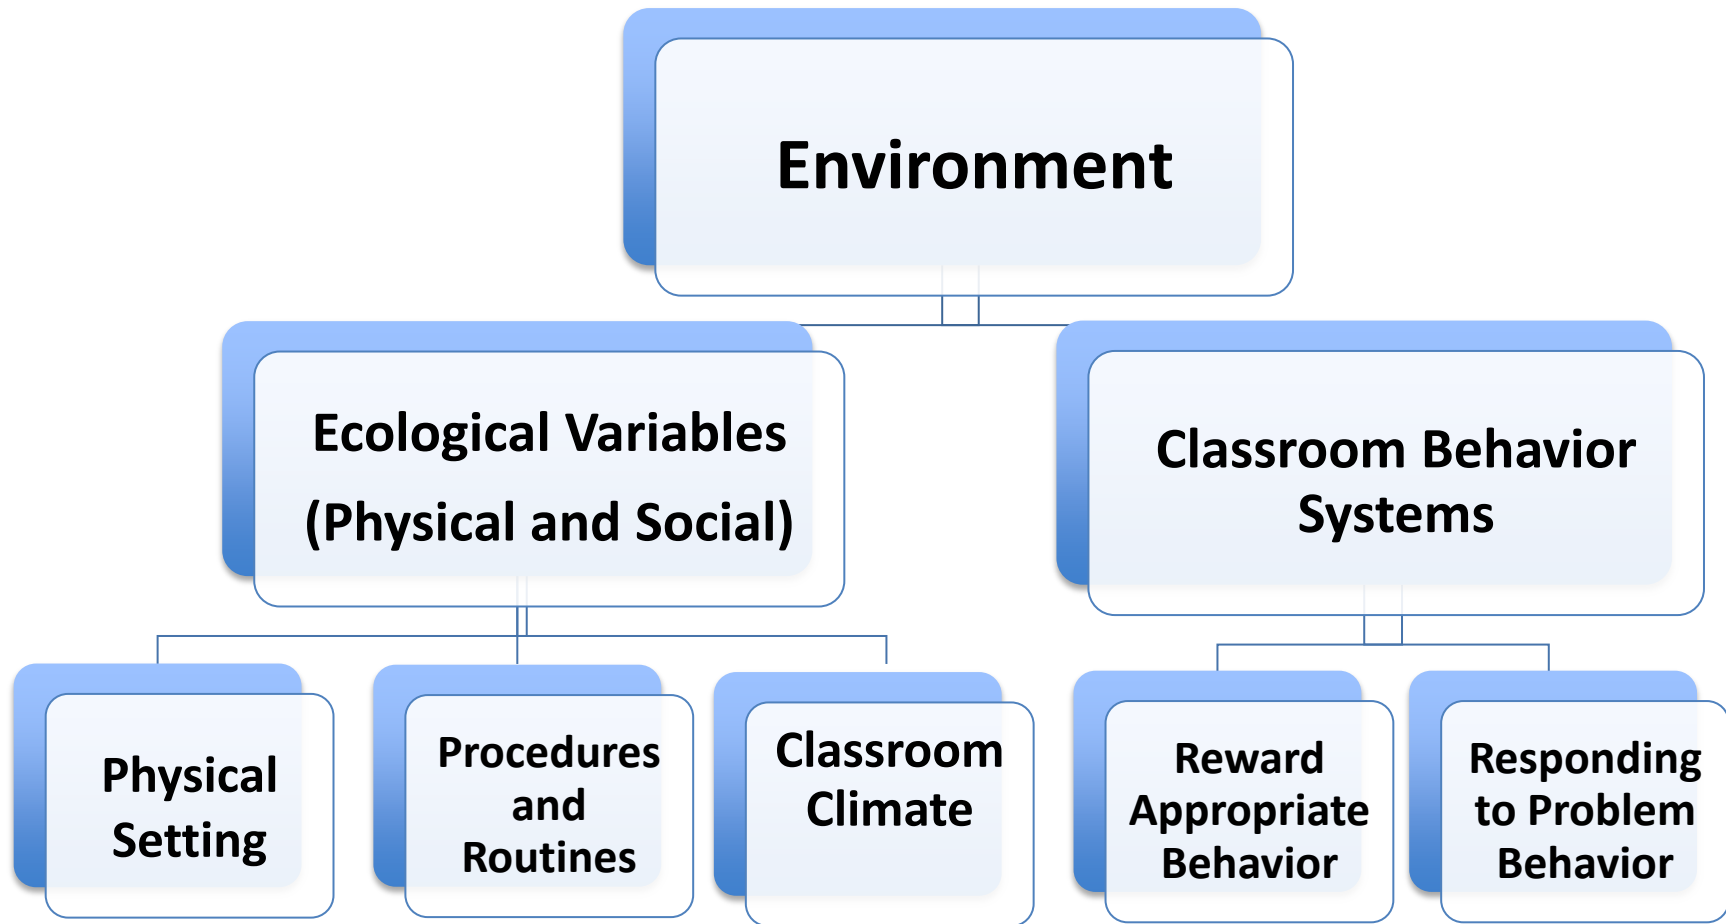 Environment
Ecological Variables
(Physical and Social)
Classroom Behavior
Systems
Physical
Setting
Procedures
and
Routines
Classroom
Climate
Reward
Appropriate
Behavior
Responding
to Problem
Behavior